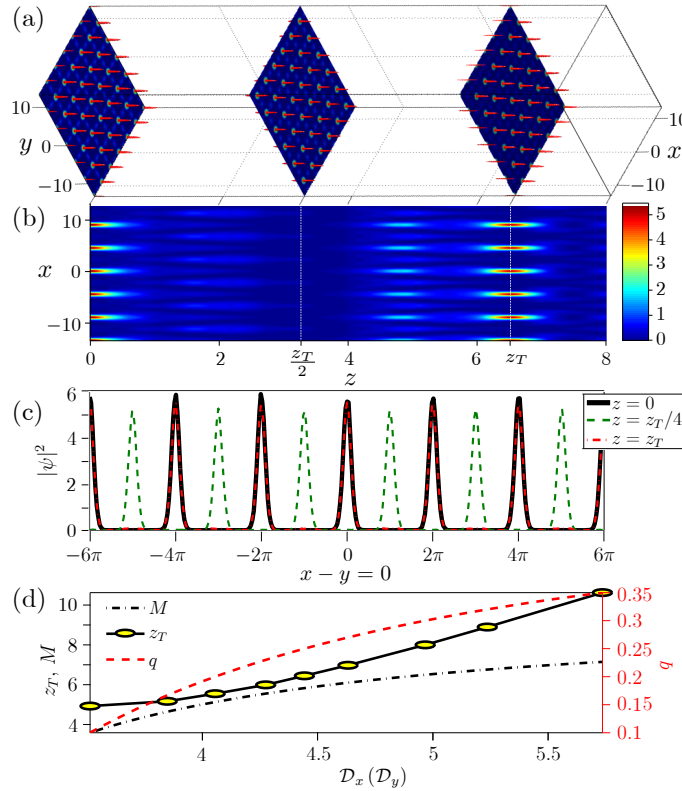 (a)
10
y
0
−10
10
x
0
−10
(b)
10
x
0
−10
0
2
z_T/2
4
6
z_T
8
z
5
4
3
2
1
0
(c)
6
4
2
0
|ψ|²
−6π
−4π
−2π
0
2π
4π
6π
x − y = 0
z = 0
z = z_T/4
z = z_T
(d)
10
8
6
4
z_T, M
M
z_T
q
4
4.5
5
5.5
𝒟_x (𝒟_y)
0.35
0.3
0.25
0.2
0.15
0.1
q